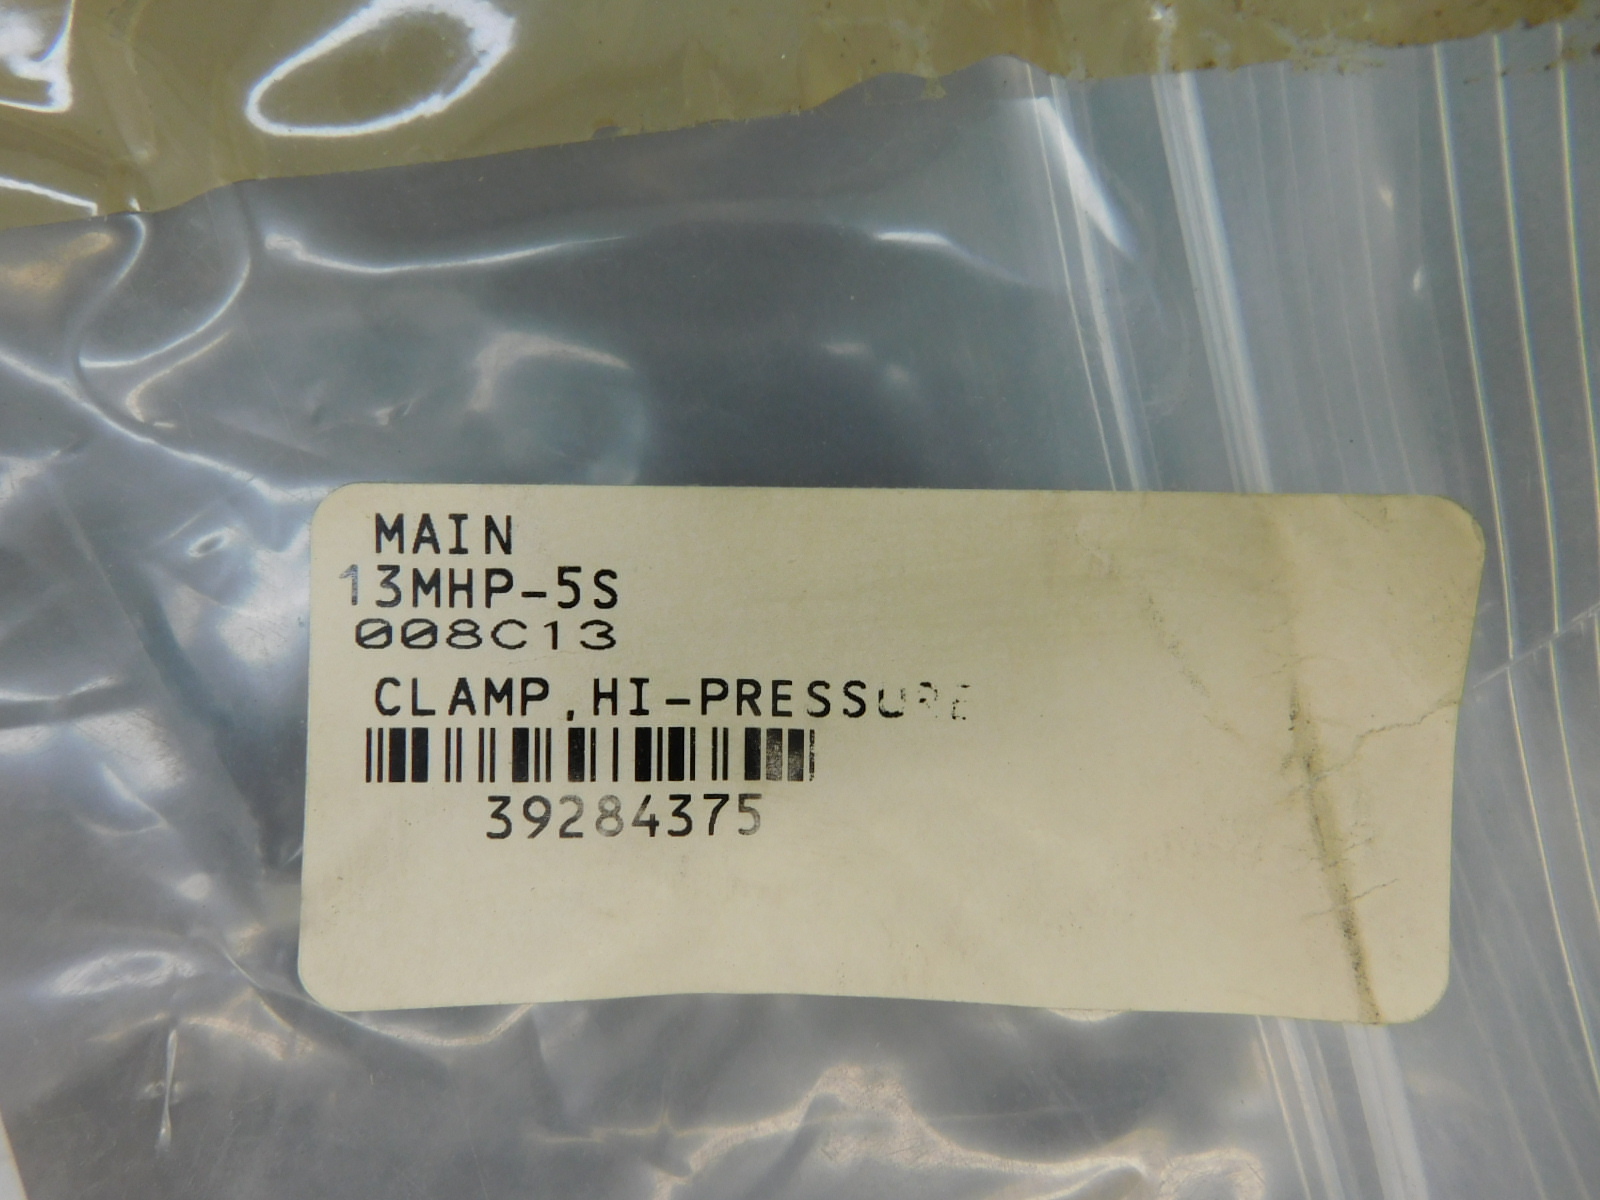 MAIN
13MHP-5S
008C13
CLAMP,HI-PRESSURE
39284375